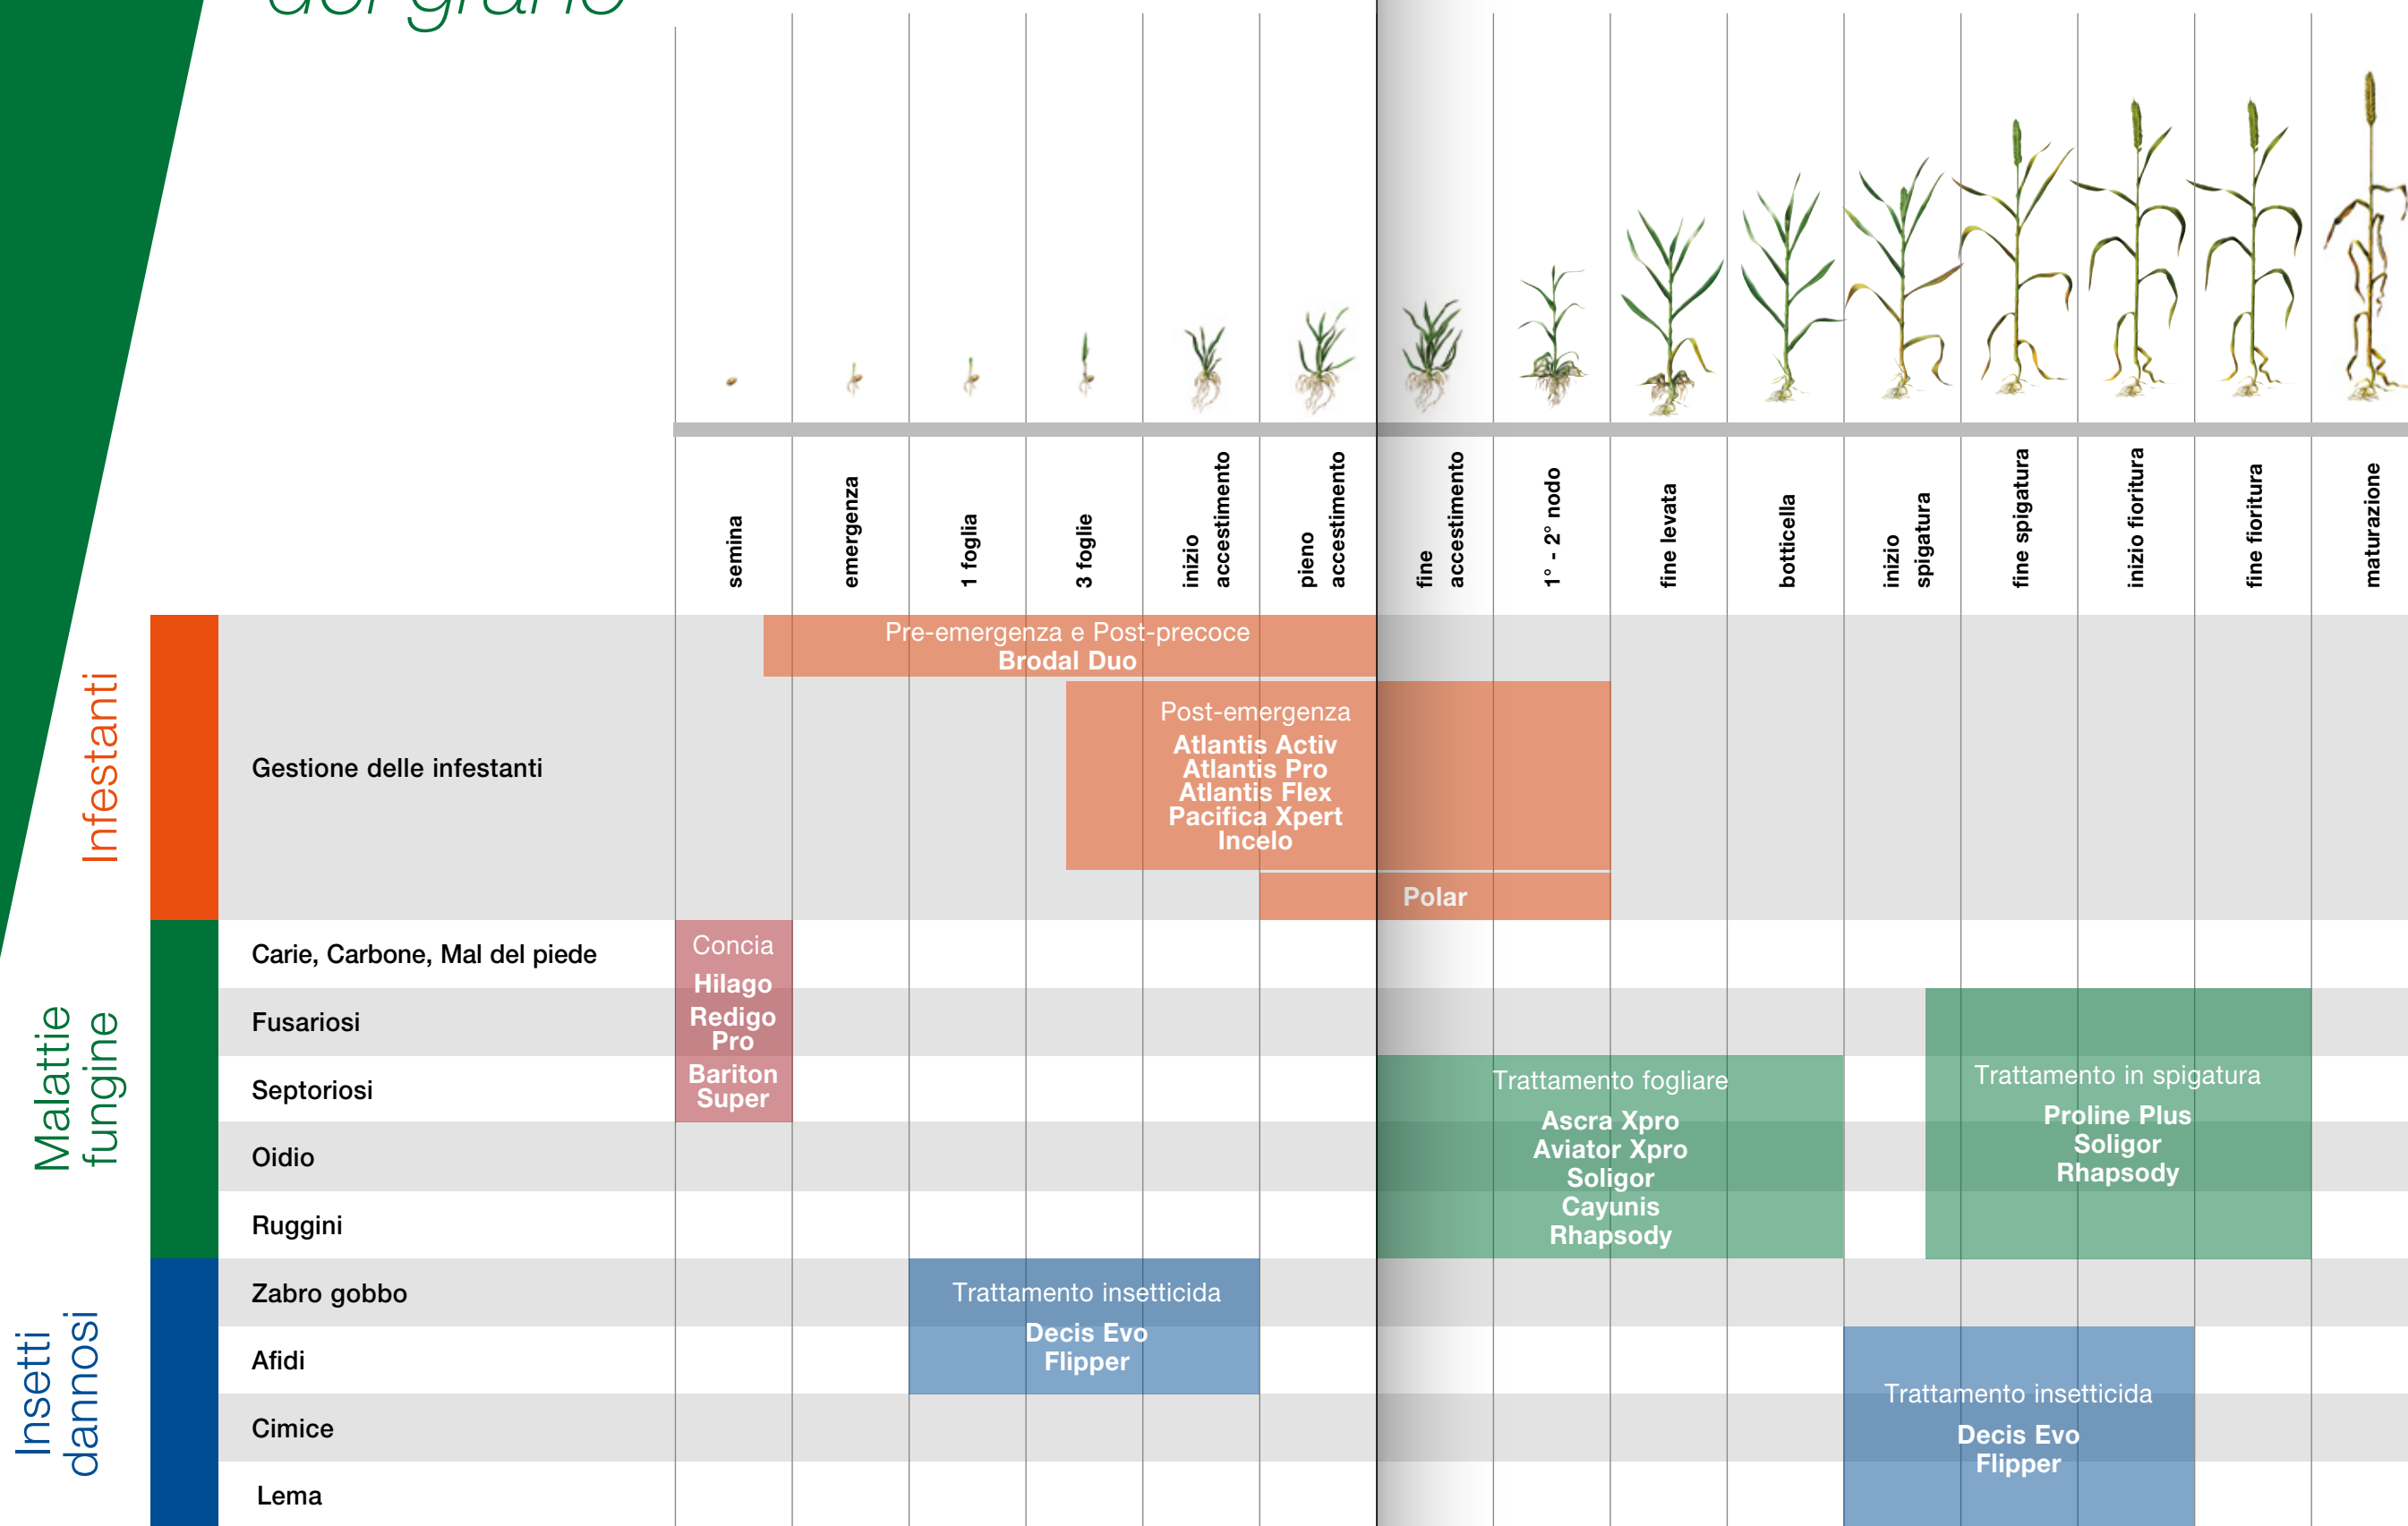 del grano
semina
emergenza
1 foglia
3 foglie
inizio
accestimento
pieno
accestimento
fine
accestimento
1° - 2° nodo
fine levata
botticella
inizio
spigatura
fine spigatura
inizio fioritura
fine fioritura
maturazione
Infestanti
Gestione delle infestanti
Pre-emergenza e Post-precoce
Brodal Duo
Post-emergenza
Atlantis Activ
Atlantis Pro
Atlantis Flex
Pacifica Xpert
Incelo
Polar
Malattie
fungine
Carie, Carbone, Mal del piede
Fusariosi
Septoriosi
Oidio
Ruggini
Concia
Hilago
Redigo
Pro
Bariton
Super
Trattamento fogliare
Ascra Xpro
Aviator Xpro
Soligor
Cayunis
Rhapsody
Trattamento in spigatura
Proline Plus
Soligor
Rhapsody
Insetti
dannosi
Zabro gobbo
Afidi
Cimice
Lema
Trattamento insetticida
Decis Evo
Flipper
Trattamento insetticida
Decis Evo
Flipper